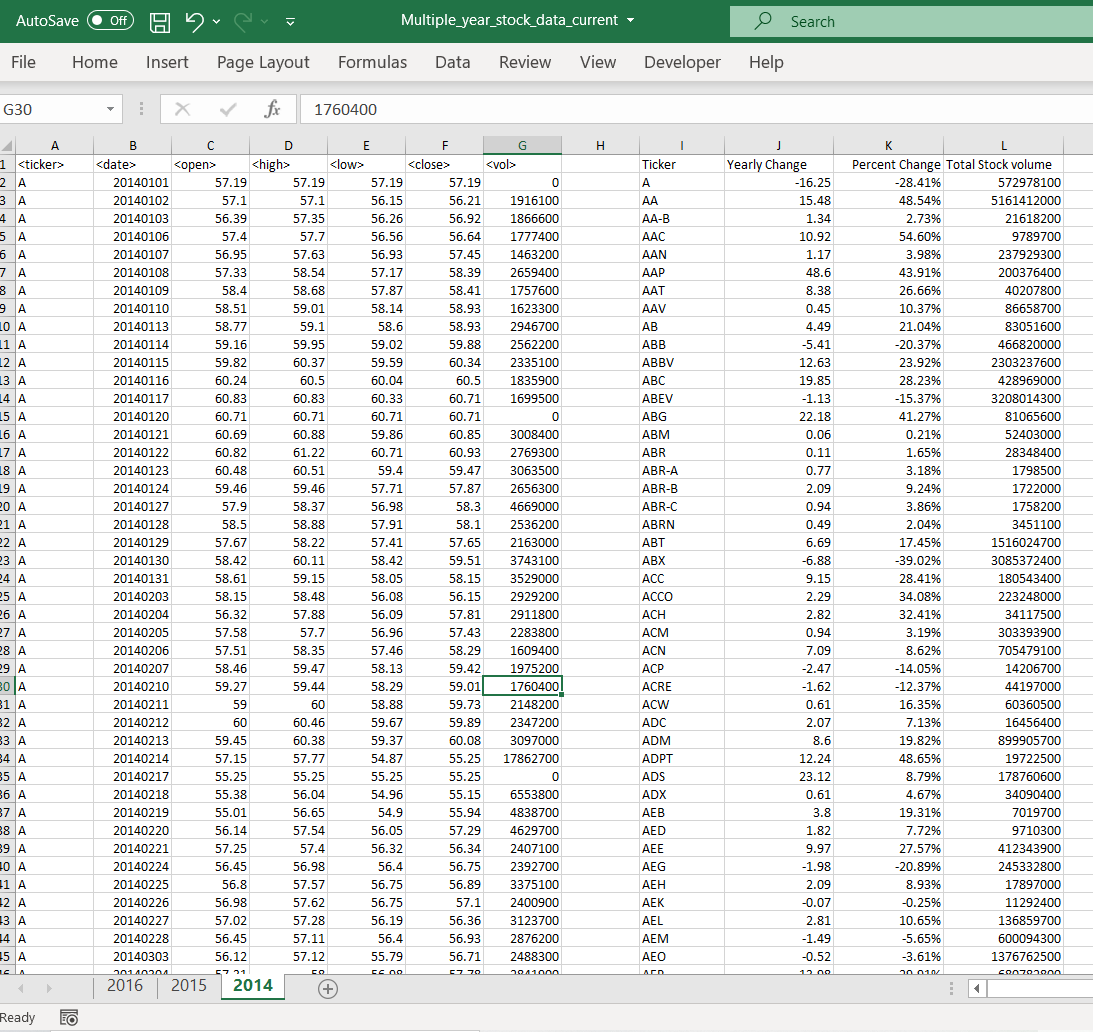 AutoSave Off Multiple_year_stock_data_current Search
File Home Insert Page Layout Formulas Data Review View Developer Help
G30 fx 1760400
A B C D E F G H I J K L
1 <ticker> <date> <open> <high> <low> <close> <vol> Ticker Yearly Change Percent Change Total Stock volume
2 A 20140101 57.19 57.19 57.19 57.19 0 A -16.25 -28.41% 572978100
3 A 20140102 57.1 57.1 56.15 56.21 1916100 AA 15.48 48.54% 5161412000
4 A 20140103 56.39 57.35 56.26 56.92 1866600 AA-B 1.34 2.73% 21618200
5 A 20140106 57.4 57.7 56.56 56.64 1777400 AAC 10.92 54.60% 9789700
6 A 20140107 56.95 57.63 56.93 57.45 1463200 AAN 1.17 3.98% 237929300
7 A 20140108 57.33 58.54 57.17 58.39 2659400 AAP 48.6 43.91% 200376400
8 A 20140109 58.4 58.68 57.87 58.41 1757600 AAT 8.38 26.66% 40207800
9 A 20140110 58.51 59.01 58.14 58.93 1623300 AAV 0.45 10.37% 86658700
10 A 20140113 58.77 59.1 58.6 58.93 2946700 AB 4.49 21.04% 83051600
11 A 20140114 59.16 59.95 59.02 59.88 2562200 ABB -5.41 -20.37% 466820000
12 A 20140115 59.82 60.37 59.59 60.34 2335100 ABBV 12.63 23.92% 2303237600
13 A 20140116 60.24 60.5 60.04 60.5 1835900 ABC 19.85 28.23% 428969000
14 A 20140117 60.83 60.83 60.33 60.71 1699500 ABEV -1.13 -15.37% 3208014300
15 A 20140120 60.71 60.71 60.71 60.71 0 ABG 22.18 41.27% 81065600
16 A 20140121 60.69 60.88 59.86 60.85 3008400 ABM 0.06 0.21% 52403000
17 A 20140122 60.82 61.22 60.71 60.93 2769300 ABR 0.11 1.65% 28348400
18 A 20140123 60.48 60.51 59.4 59.47 3063500 ABR-A 0.77 3.18% 1798500
19 A 20140124 59.46 59.46 57.71 57.87 2656300 ABR-B 2.09 9.24% 1722000
20 A 20140127 57.9 58.37 56.98 58.3 4669000 ABR-C 0.94 3.86% 1758200
21 A 20140128 58.5 58.88 57.91 58.1 2536200 ABRN 0.49 2.04% 3451100
22 A 20140129 57.67 58.22 57.41 57.65 2163000 ABT 6.69 17.45% 1516024700
23 A 20140130 58.42 60.11 58.42 59.51 3743100 ABX -6.88 -39.02% 3085372400
24 A 20140131 58.61 59.15 58.05 58.15 3529000 ACC 9.15 28.41% 180543400
25 A 20140203 58.15 58.48 56.08 56.15 2929200 ACCO 2.29 34.08% 223248000
26 A 20140204 56.32 57.88 56.09 57.81 2911800 ACH 2.82 32.41% 34117500
27 A 20140205 57.58 57.7 56.96 57.43 2283800 ACM 0.94 3.19% 303393900
28 A 20140206 57.51 58.35 57.46 58.29 1609400 ACN 7.09 8.62% 705479100
29 A 20140207 58.46 59.47 58.13 59.42 1975200 ACP -2.47 -14.05% 14206700
30 A 20140210 59.27 59.44 58.29 59.01 1760400 ACRE -1.62 -12.37% 44197000
31 A 20140211 59 60 58.88 59.73 2148200 ACW 0.61 16.35% 60360500
32 A 20140212 60 60.46 59.67 59.89 2347200 ADC 2.07 7.13% 16456400
33 A 20140213 59.45 60.38 59.37 60.08 3097000 ADM 8.6 19.82% 899905700
34 A 20140214 57.15 57.77 54.87 55.25 17862700 ADPT 12.24 48.65% 19722500
35 A 20140217 55.25 55.25 55.25 55.25 0 ADS 23.12 8.79% 178760600
36 A 20140218 55.38 56.04 54.96 55.15 6553800 ADX 0.61 4.67% 34090400
37 A 20140219 55.01 56.65 54.9 55.94 4838700 AEB 3.8 19.31% 7019700
38 A 20140220 56.14 57.54 56.05 57.29 4629700 AED 1.82 7.72% 9710300
39 A 20140221 57.25 57.4 56.32 56.34 2407100 AEE 9.97 27.57% 412343900
40 A 20140224 56.45 56.98 56.4 56.75 2392700 AEG -1.98 -20.89% 245332800
41 A 20140225 56.8 57.57 56.75 56.89 3375100 AEH 2.09 8.93% 17897000
42 A 20140226 56.98 57.62 56.75 57.1 2400900 AEK -0.07 -0.25% 11292400
43 A 20140227 57.02 57.28 56.19 56.36 3123700 AEL 2.81 10.65% 136859700
44 A 20140228 56.45 57.11 56.4 56.93 2876200 AEM -1.49 -5.65% 600094300
45 A 20140303 56.12 57.12 55.79 56.71 2488300 AEO -0.52 -3.61% 1376762500
2016 2015 2014
Ready